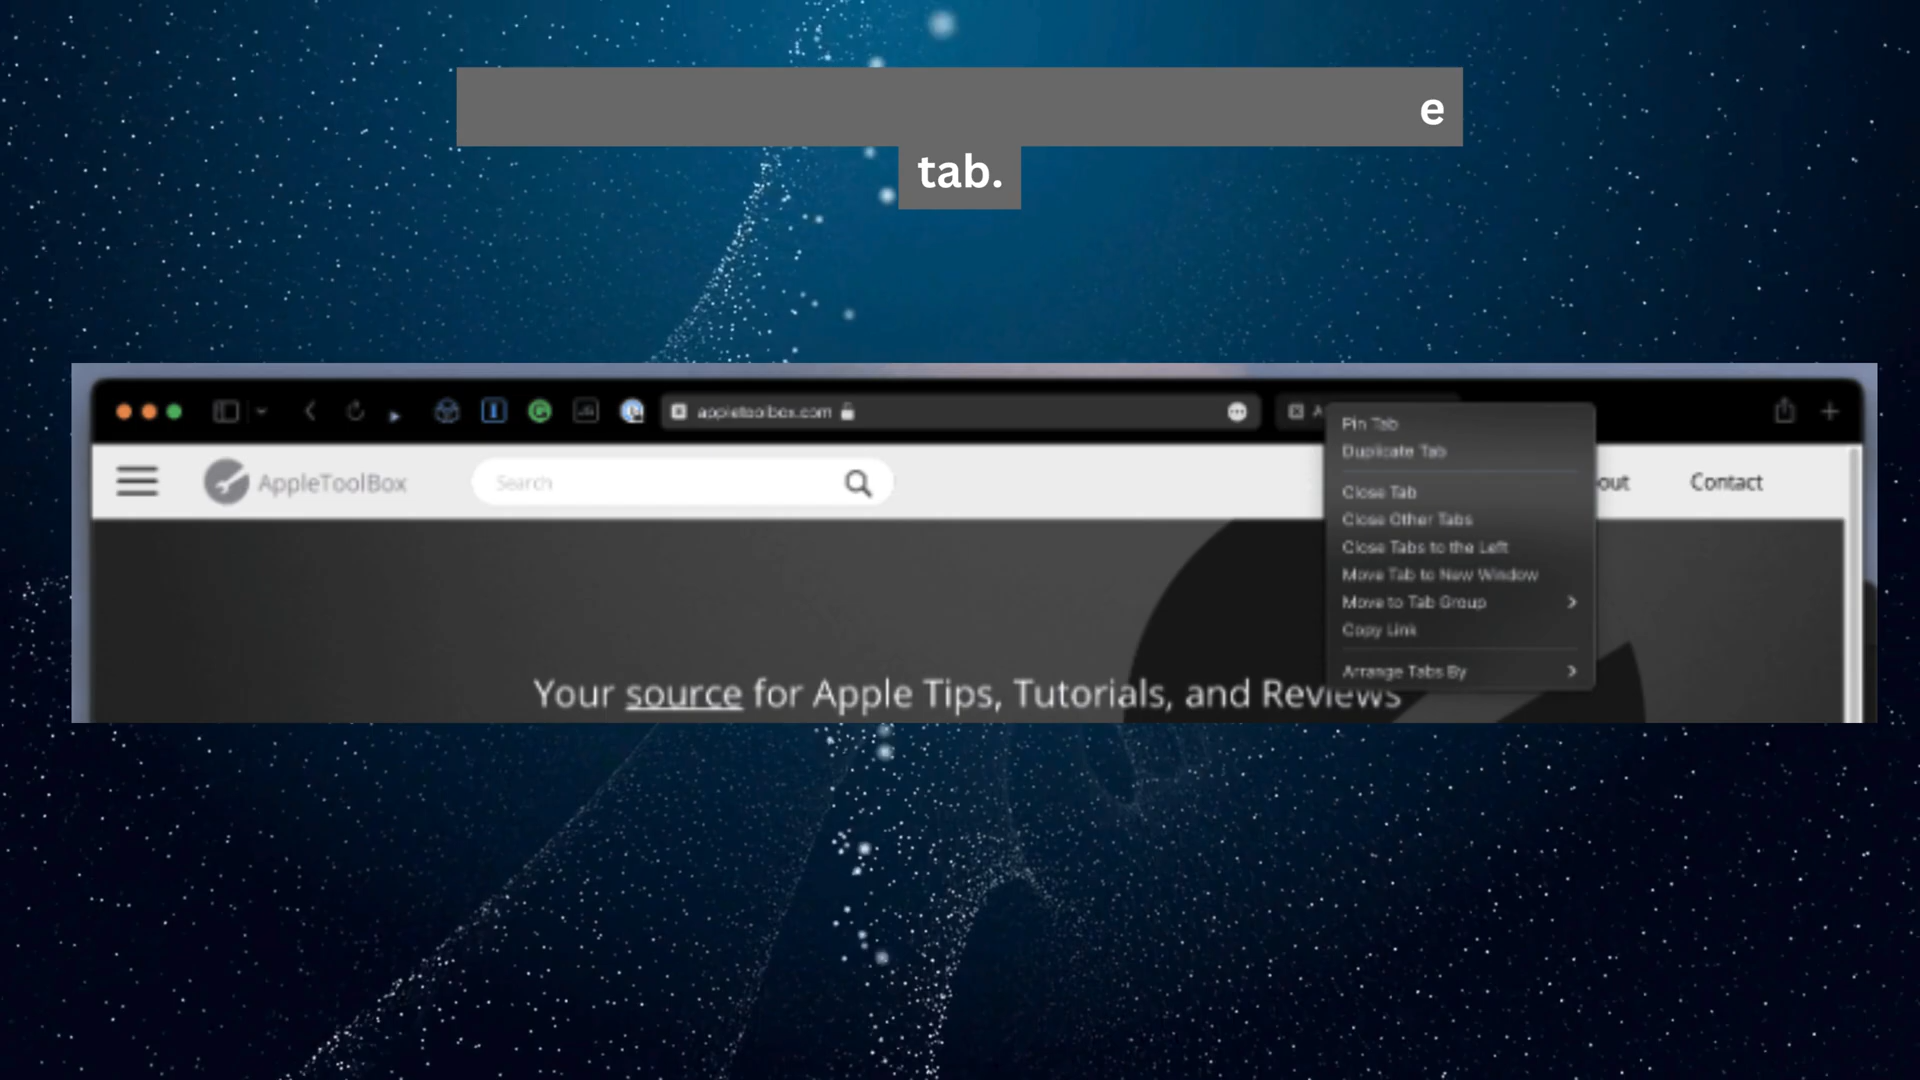 e
tab.
appletoolbox.com
A
Pin Tab
Duplicate Tab
Close Tab
Close Other Tabs
Close Tabs to the Left
Move Tab to New Window
Move to Tab Group
Copy Link
Arrange Tabs By
AppleToolBox
Search
out
Contact
Your source for Apple Tips, Tutorials, and Reviews